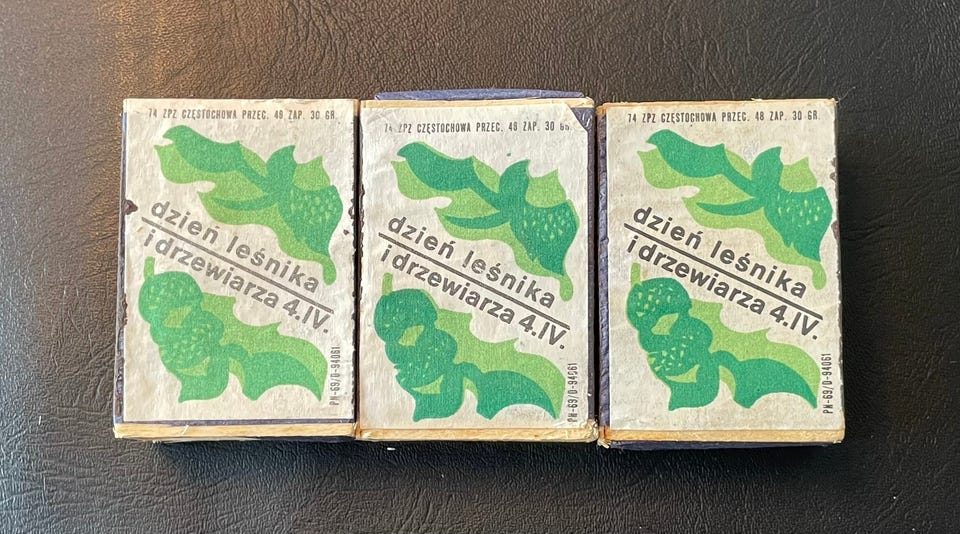 74 ZPZ CZĘSTOCHOWA PRZEC. 48 ZAP. 30 GR.
dzień leśnika
i drzewiarza 4.IV.
PN-69/O-94061
74 ZPZ CZĘSTOCHOWA PRZEC. 48 ZAP. 30 GR.
dzień leśnika
i drzewiarza 4.IV.
PN-69/O-94061
74 ZPZ CZĘSTOCHOWA PRZEC. 48 ZAP. 30 GR.
dzień leśnika
i drzewiarza 4.IV.
PN-69/O-94061